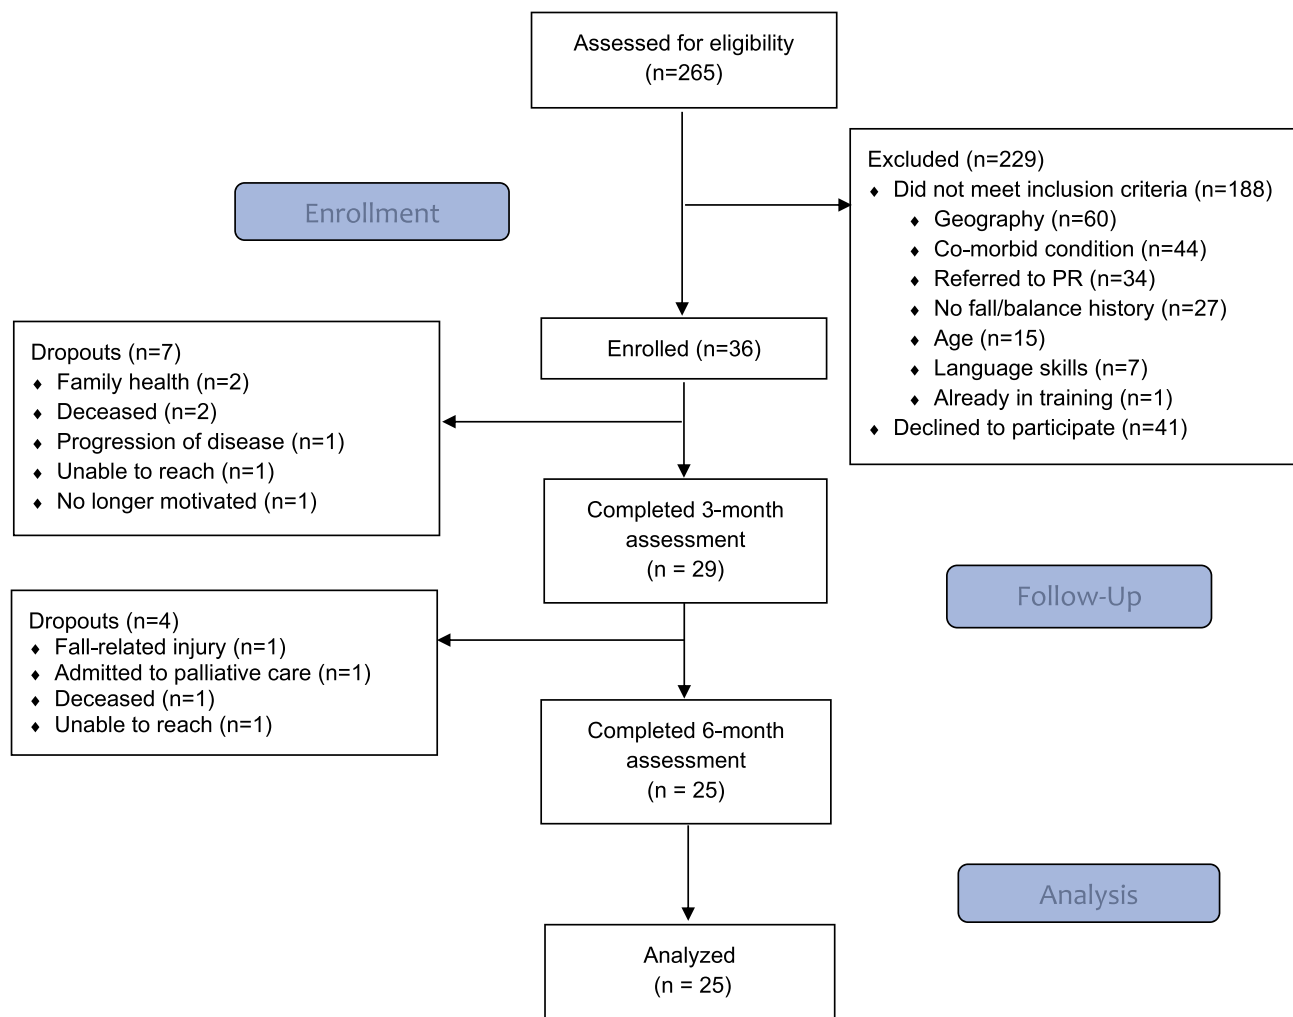 Assessed for eligibility
(n=265)
Excluded (n=229)
♦ Did not meet inclusion criteria (n=188)
♦ Geography (n=60)
♦ Co-morbid condition (n=44)
♦ Referred to PR (n=34)
♦ No fall/balance history (n=27)
♦ Age (n=15)
♦ Language skills (n=7)
♦ Already in training (n=1)
♦ Declined to participate (n=41)
Enrollment
Enrolled (n=36)
Dropouts (n=7)
♦ Family health (n=2)
♦ Deceased (n=2)
♦ Progression of disease (n=1)
♦ Unable to reach (n=1)
♦ No longer motivated (n=1)
Completed 3-month
assessment
(n = 29)
Follow-Up
Dropouts (n=4)
♦ Fall-related injury (n=1)
♦ Admitted to palliative care (n=1)
♦ Deceased (n=1)
♦ Unable to reach (n=1)
Completed 6-month
assessment
(n = 25)
Analysis
Analyzed
(n = 25)